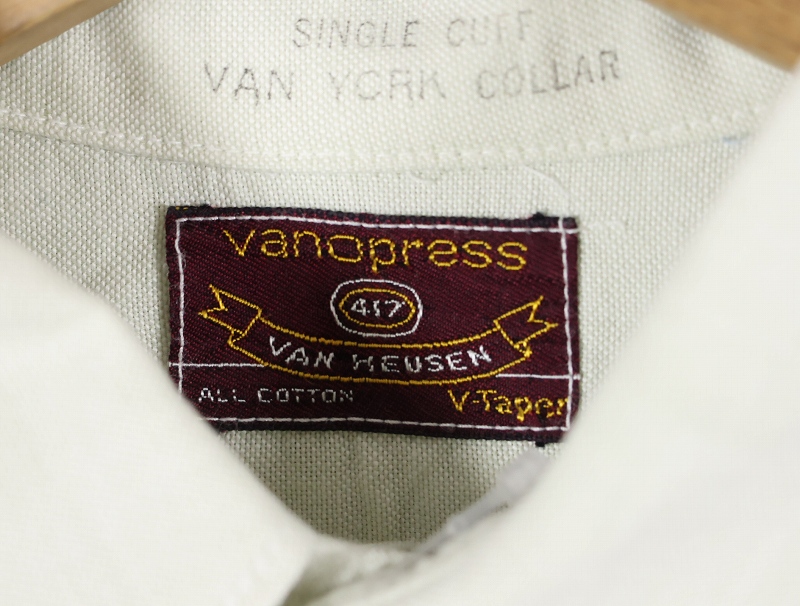 SINGLE CUFF
VAN YORK COLLAR
vanopress
417
VAN HEUSEN
ALL COTTON V-Taper